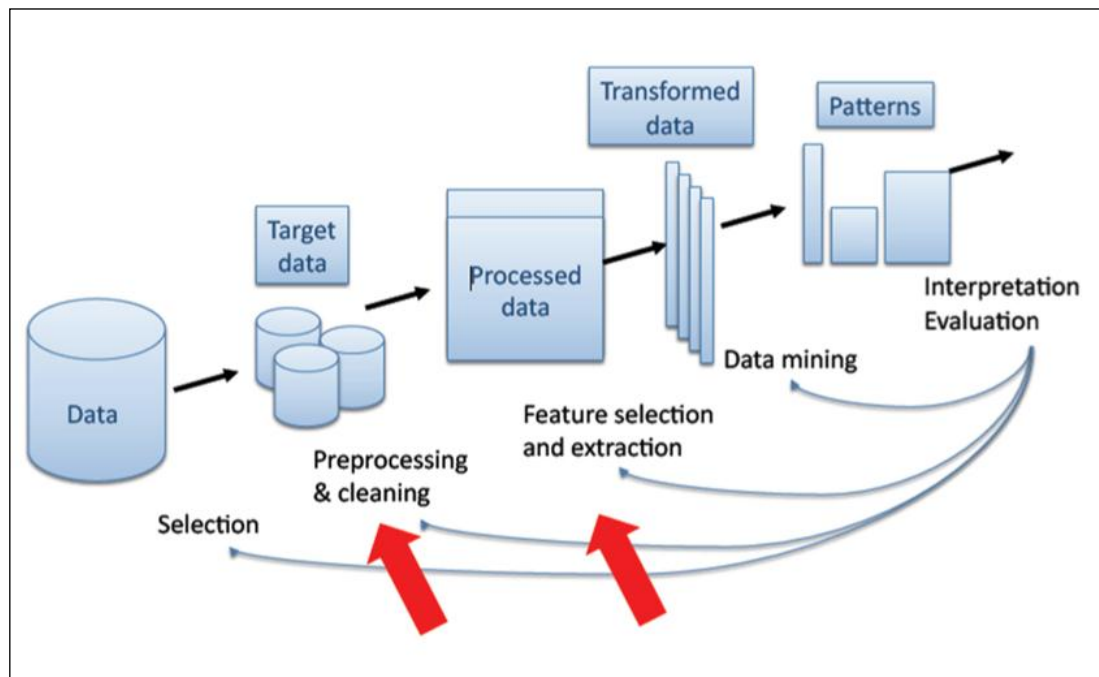 Transformed
data
Patterns
Target
data
Processed
data
Interpretation
Evaluation
Data mining
Data
Feature selection
and extraction
Preprocessing
& cleaning
Selection